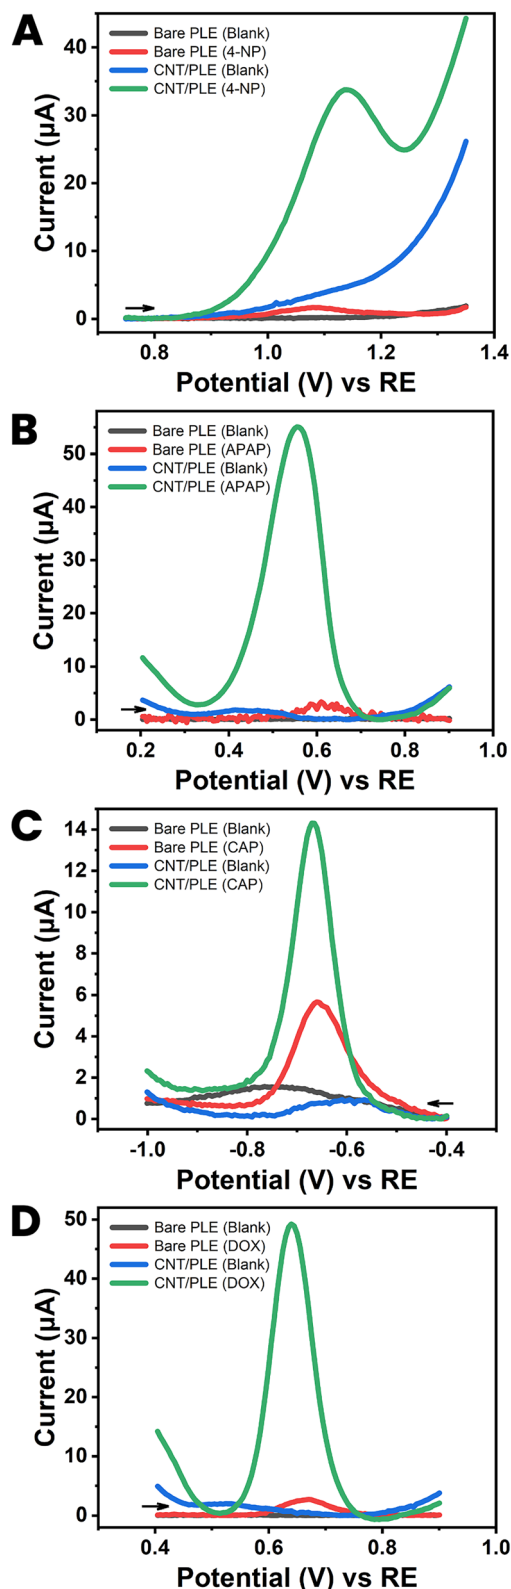 A
Bare PLE (Blank)
Bare PLE (4-NP)
CNT/PLE (Blank)
CNT/PLE (4-NP)
40
30
20
10
0
Current (µA)
0.8 1.0 1.2 1.4
Potential (V) vs RE
B
Bare PLE (Blank)
Bare PLE (APAP)
CNT/PLE (Blank)
CNT/PLE (APAP)
50
40
30
20
10
0
Current (µA)
0.2 0.4 0.6 0.8 1.0
Potential (V) vs RE
C
Bare PLE (Blank)
Bare PLE (CAP)
CNT/PLE (Blank)
CNT/PLE (CAP)
14
12
10
8
6
4
2
0
Current (µA)
-1.0 -0.8 -0.6 -0.4
Potential (V) vs RE
D
Bare PLE (Blank)
Bare PLE (DOX)
CNT/PLE (Blank)
CNT/PLE (DOX)
50
40
30
20
10
0
Current (µA)
0.4 0.6 0.8 1.0
Potential (V) vs RE